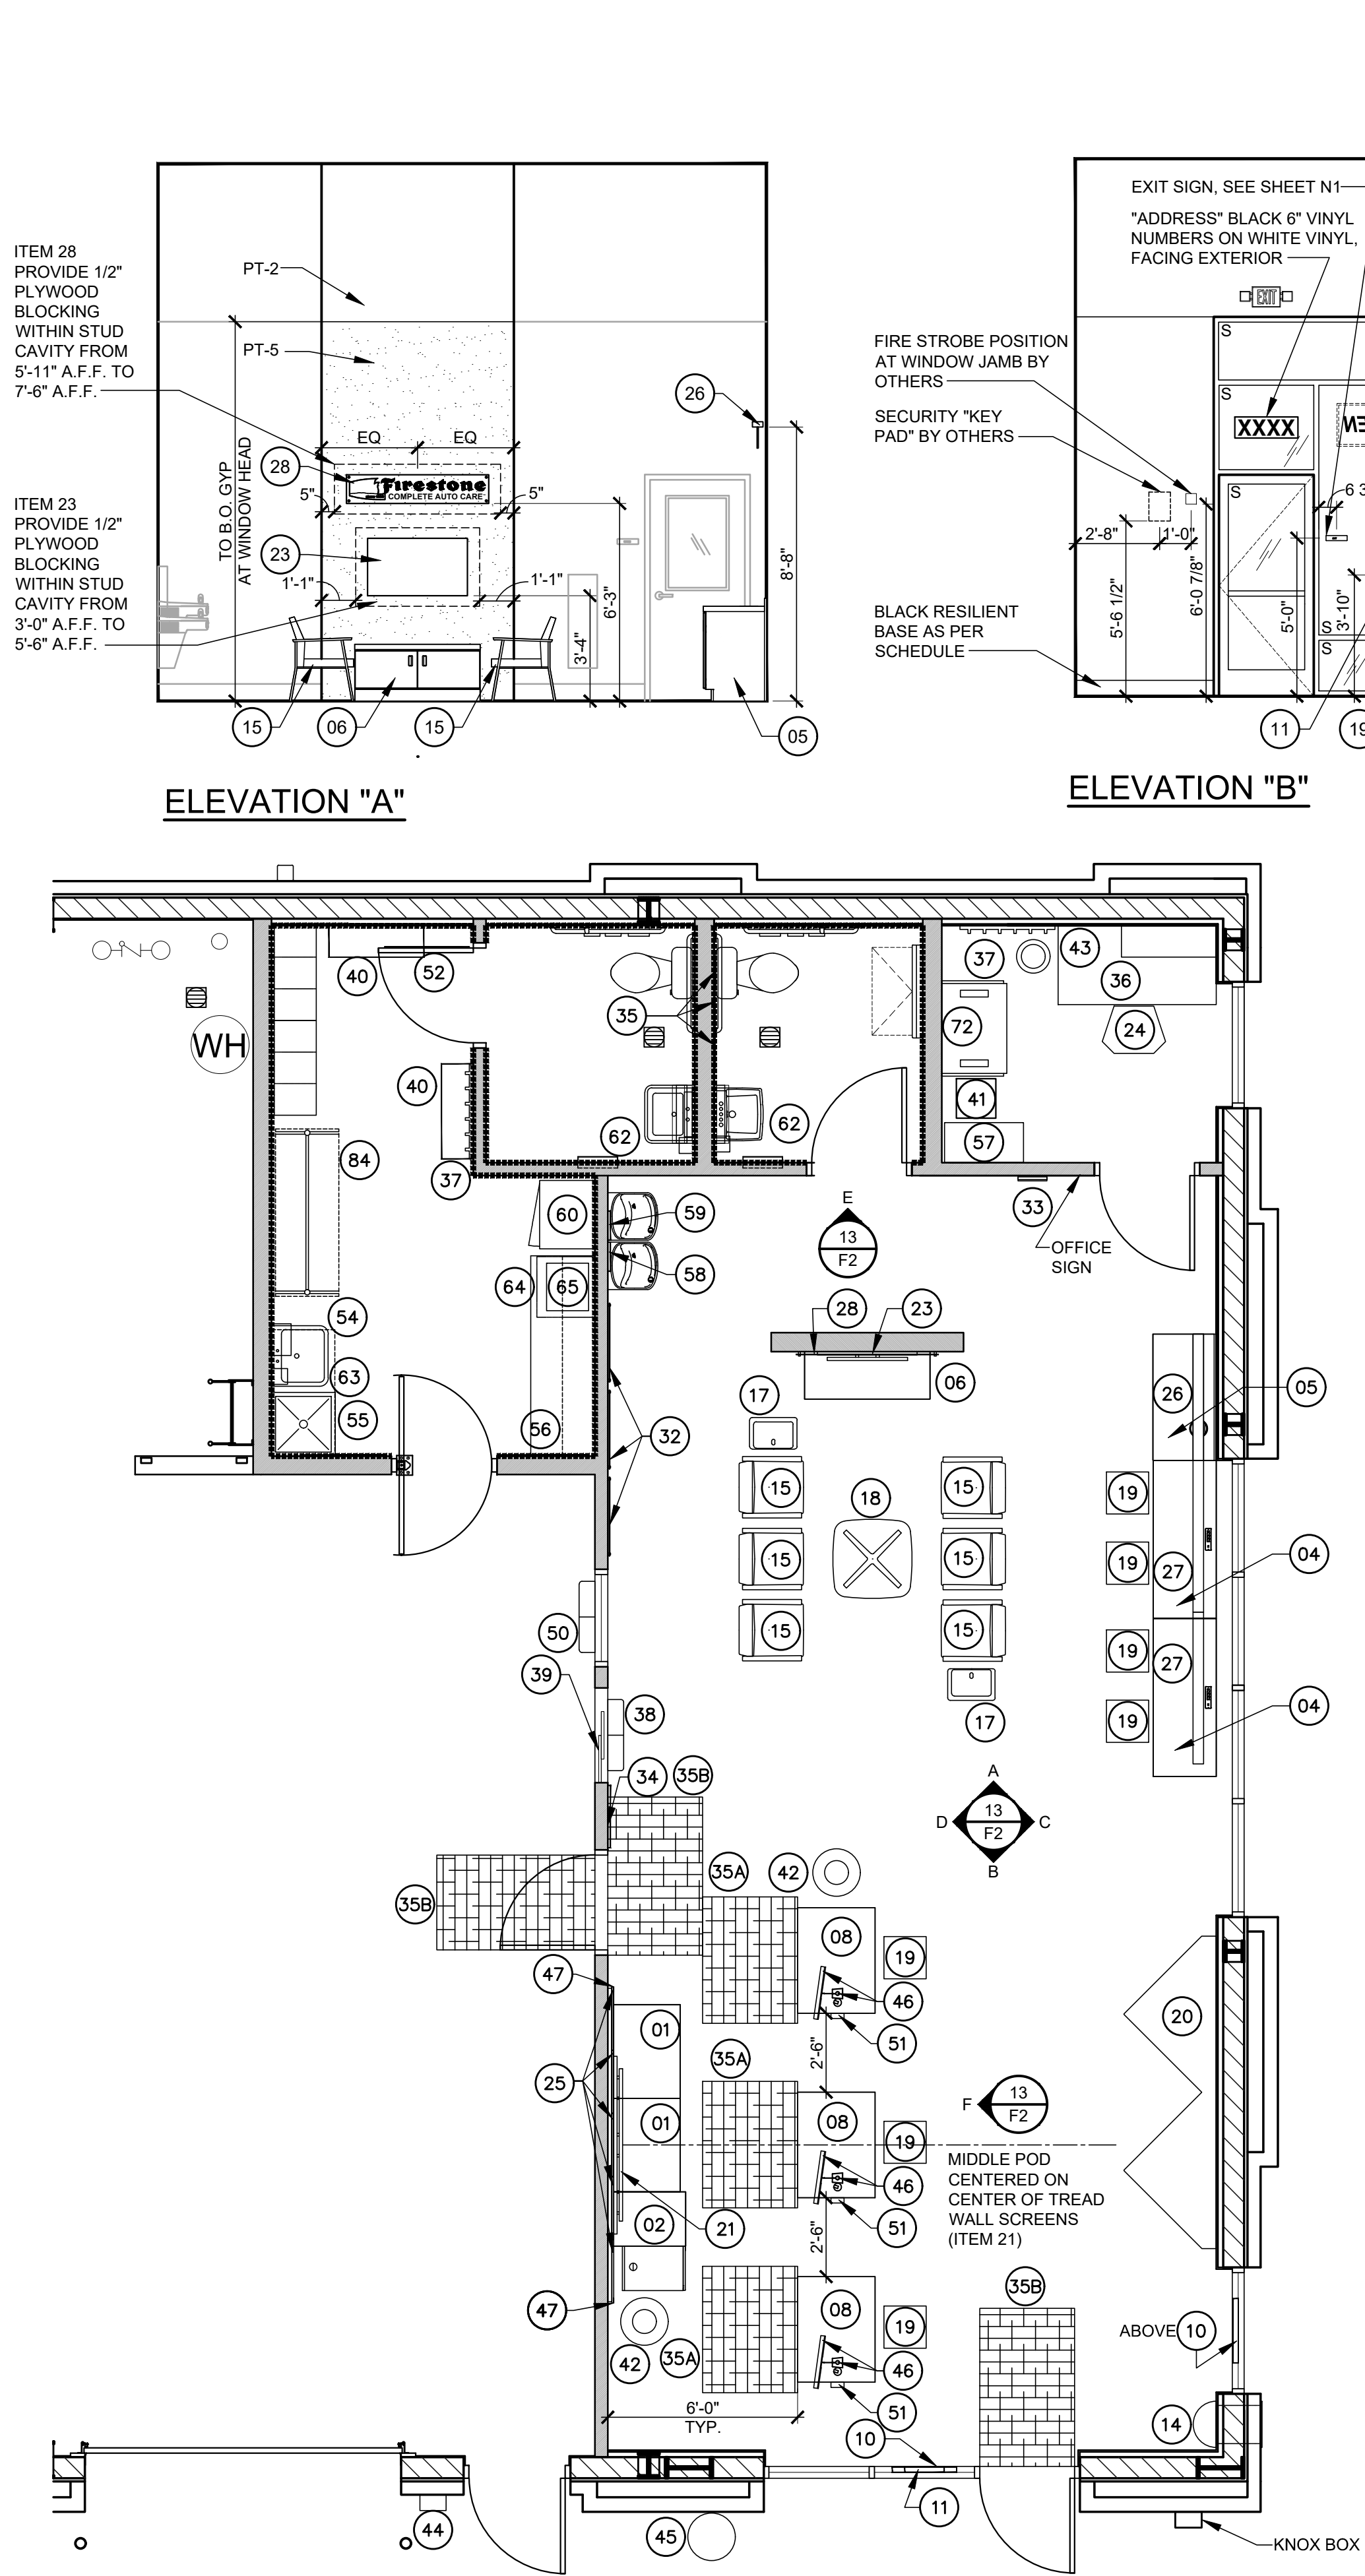 ITEM 28
PROVIDE 1/2"
PLYWOOD
BLOCKING
WITHIN STUD
CAVITY FROM
5'-11" A.F.F. TO
7'-6" A.F.F.
PT-2
PT-5
TO B.O. GYP
AT WINDOW HEAD
EQ
EQ
28
Firestone
COMPLETE AUTO CARE
5"
5"
26
ITEM 23
PROVIDE 1/2"
PLYWOOD
BLOCKING
WITHIN STUD
CAVITY FROM
3'-0" A.F.F. TO
5'-6" A.F.F.
23
1'-1"
1'-1"
3'-4"
6'-3"
8'-8"
15
06
15
05
ELEVATION "A"
EXIT SIGN, SEE SHEET N1
"ADDRESS" BLACK 6" VINYL
NUMBERS ON WHITE VINYL,
FACING EXTERIOR
EXIT
FIRE STROBE POSITION
AT WINDOW JAMB BY
OTHERS
SECURITY "KEY
PAD" BY OTHERS
S
S
XXXX
S
6 3
2'-8"
1'-0"
5'-6 1/2"
6'-0 7/8"
5'-0"
3'-10"
S
S
BLACK RESILIENT
BASE AS PER
SCHEDULE
11
19
ELEVATION "B"
40
52
37
43
36
WH
35
72
24
40
41
62
62
57
84
37
60
59
33
E
13
F2
OFFICE
SIGN
58
64
65
54
28
23
63
06
26
05
55
17
56
32
15
15
19
18
15
15
19
27
04
50
15
15
19
27
39
38
17
19
04
34
35B
A
D
13
F2
C
B
35A
42
35B
08
19
47
46
01
20
51
35A
2'-6"
25
F
13
F2
01
08
19
MIDDLE POD
CENTERED ON
CENTER OF TREAD
WALL SCREENS
(ITEM 21)
46
02
21
51
2'-6"
35B
47
08
19
ABOVE
10
42
35A
46
51
6'-0"
TYP.
14
10
11
44
45
KNOX BOX